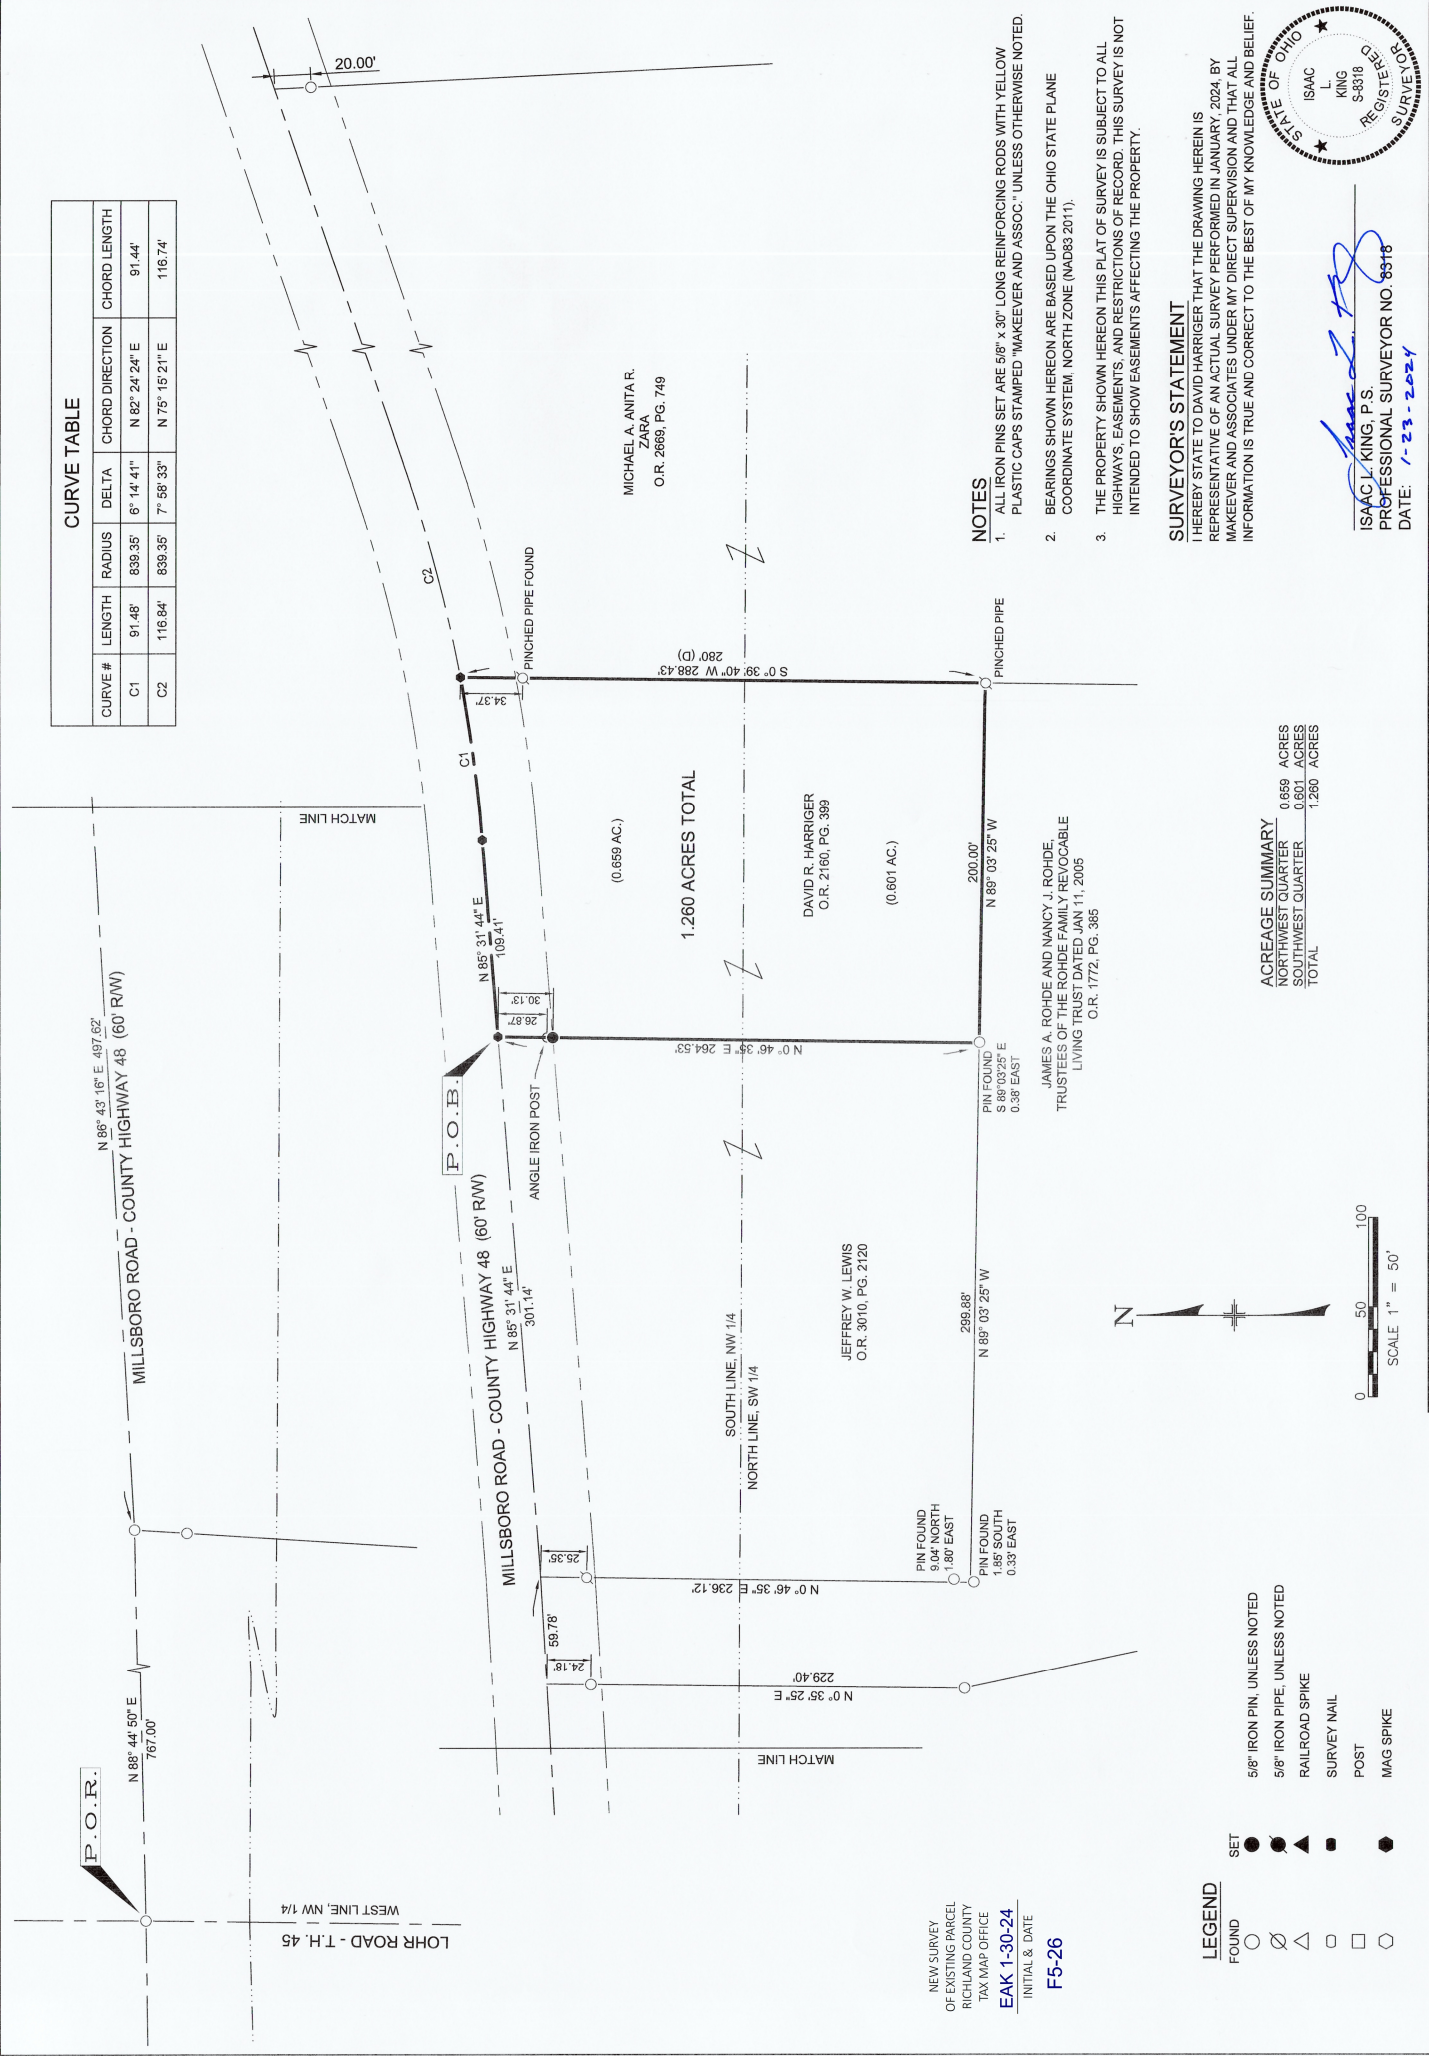 CURVE TABLE
CURVE # LENGTH RADIUS DELTA CHORD DIRECTION CHORD LENGTH
C1 91.48' 839.35' 6° 14' 41" N 82° 24' 24" E 91.44'
C2 116.84' 839.35' 7° 58' 33" N 75° 15' 21" E 116.74'
P.O.R.
N 88° 44' 50" E
767.00'
N 86° 43' 16" E 497.62'
MILLSBORO ROAD - COUNTY HIGHWAY 48 (60' R/W)
MATCH LINE
WEST LINE, NW 1/4
LOHR ROAD - T.H. 45
20.00'
MATCH LINE
MILLSBORO ROAD - COUNTY HIGHWAY 48 (60' R/W)
59.78'
24.18'
25.35'
N 85° 31' 44" E
301.14'
P.O.B.
ANGLE IRON POST
26.87'
30.13'
N 85° 31' 44" E
109.41'
C1
C2
34.37'
PINCHED PIPE FOUND
N 0° 35' 25" E
229.40'
N 0° 46' 35" E 236.12'
N 0° 46' 35" E 264.53'
S 0° 39' 40" W 288.43'
280' (D)
SOUTH LINE, NW 1/4
NORTH LINE, SW 1/4
(0.659 AC.)
1.260 ACRES TOTAL
DAVID R. HARRIGER
O.R. 2160, PG. 399
(0.601 AC.)
MICHAEL A. ANITA R.
ZARA
O.R. 2669, PG. 749
JEFFREY W. LEWIS
O.R. 3010, PG. 2120
PIN FOUND
9.04' NORTH
1.80' EAST
PIN FOUND
1.85' SOUTH
0.33' EAST
299.88'
N 89° 03' 25" W
PIN FOUND
S 89°03'25" E
0.38' EAST
200.00'
N 89° 03' 25" W
PINCHED PIPE
JAMES A. ROHDE AND NANCY J. ROHDE,
TRUSTEES OF THE ROHDE FAMILY REVOCABLE
LIVING TRUST DATED JAN 11, 2005
O.R. 1772, PG. 385
NOTES
1. ALL IRON PINS SET ARE 5/8" x 30" LONG REINFORCING RODS WITH YELLOW
PLASTIC CAPS STAMPED "MAKEEVER AND ASSOC." UNLESS OTHERWISE NOTED.
2. BEARINGS SHOWN HEREON ARE BASED UPON THE OHIO STATE PLANE
COORDINATE SYSTEM, NORTH ZONE (NAD83 2011).
3. THE PROPERTY SHOWN HEREON THIS PLAT OF SURVEY IS SUBJECT TO ALL
HIGHWAYS, EASEMENTS, AND RESTRICTIONS OF RECORD. THIS SURVEY IS NOT
INTENDED TO SHOW EASEMENTS AFFECTING THE PROPERTY.
SURVEYOR'S STATEMENT
I HEREBY STATE TO DAVID HARRIGER THAT THE DRAWING HEREIN IS
REPRESENTATIVE OF AN ACTUAL SURVEY PERFORMED IN JANUARY, 2024, BY
MAKEEVER AND ASSOCIATES UNDER MY DIRECT SUPERVISION AND THAT ALL
INFORMATION IS TRUE AND CORRECT TO THE BEST OF MY KNOWLEDGE AND BELIEF.
ISAAC L. KING, P.S.
PROFESSIONAL SURVEYOR NO. 8318
DATE: 1-23-2024
STATE OF OHIO
ISAAC
L.
KING
S-8318
REGISTERED
SURVEYOR
ACREAGE SUMMARY
NORTHWEST QUARTER 0.659 ACRES
SOUTHWEST QUARTER 0.601 ACRES
TOTAL 1.260 ACRES
N
0 50 100
SCALE 1" = 50'
NEW SURVEY
OF EXISTING PARCEL
RICHLAND COUNTY
TAX MAP OFFICE
EAK 1-30-24
INITIAL & DATE
F5-26
LEGEND
FOUND SET
5/8" IRON PIN, UNLESS NOTED
5/8" IRON PIPE, UNLESS NOTED
RAILROAD SPIKE
SURVEY NAIL
POST
MAG SPIKE